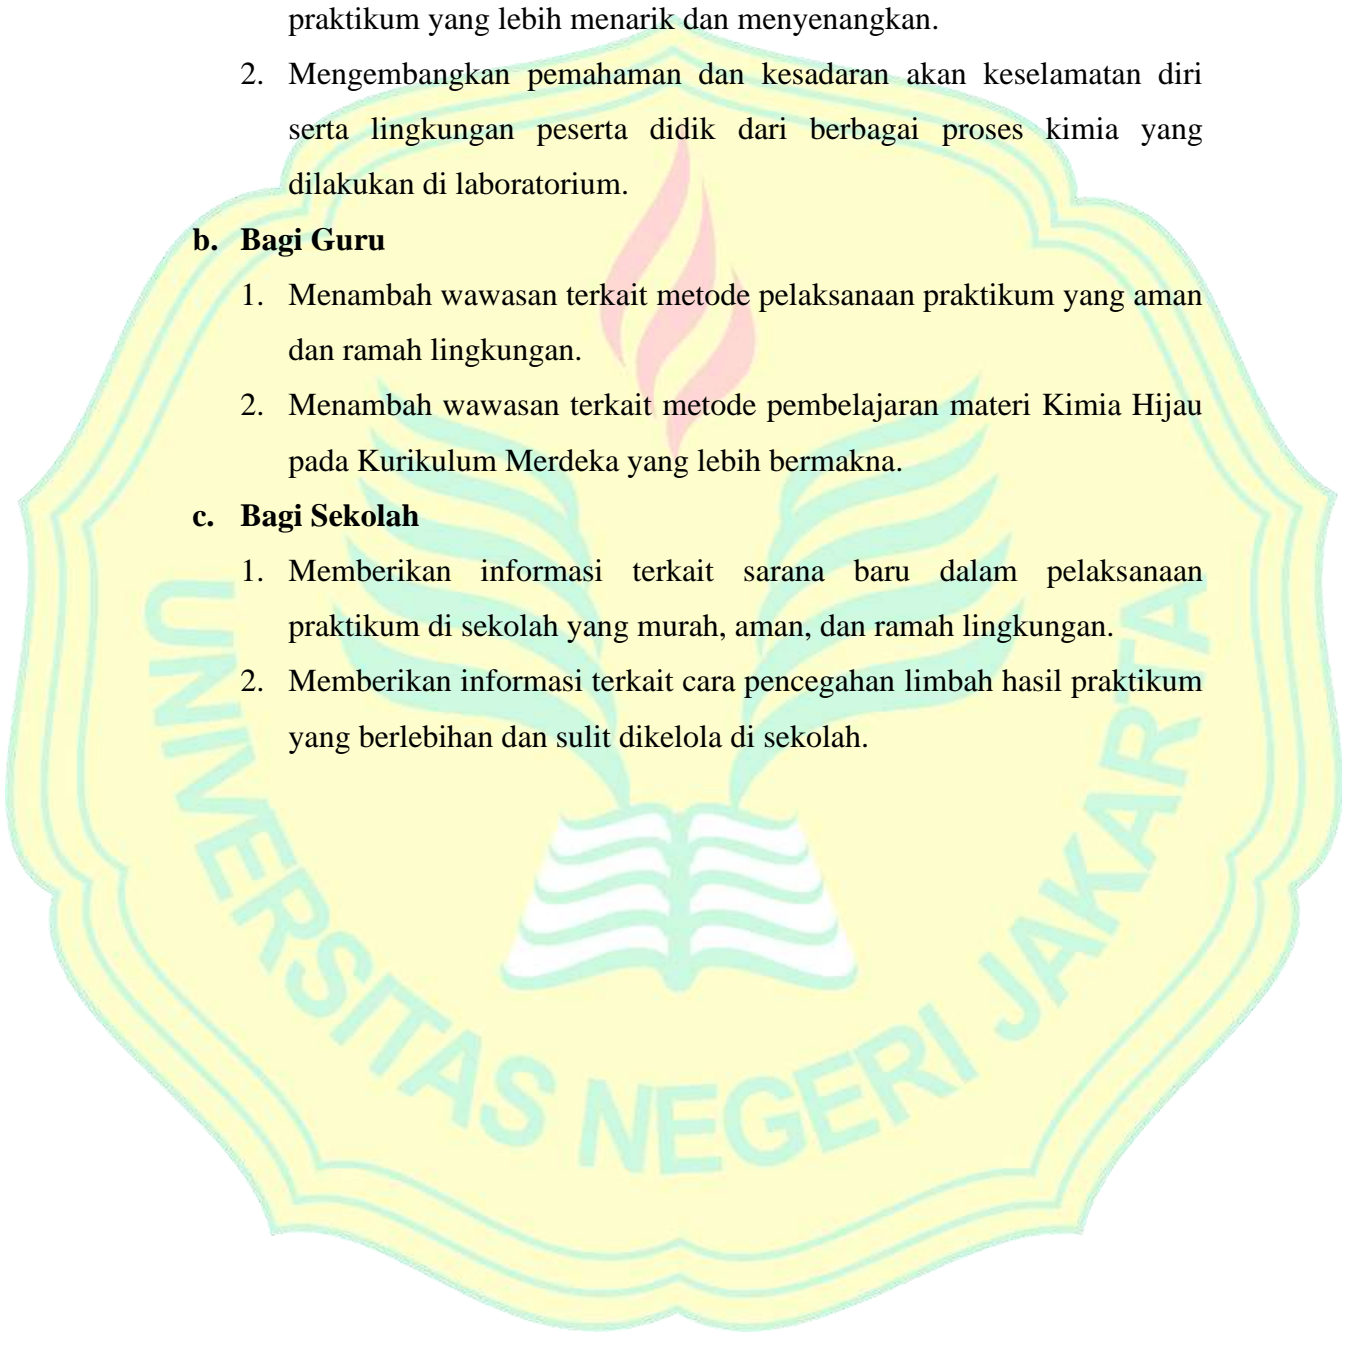 praktikum yang lebih menarik dan menyenangkan.
2. Mengembangkan pemahaman dan kesadaran akan keselamatan diri
serta lingkungan peserta didik dari berbagai proses kimia yang
dilakukan di laboratorium.
b. Bagi Guru
1. Menambah wawasan terkait metode pelaksanaan praktikum yang aman
dan ramah lingkungan.
2. Menambah wawasan terkait metode pembelajaran materi Kimia Hijau
pada Kurikulum Merdeka yang lebih bermakna.
c. Bagi Sekolah
1. Memberikan informasi terkait sarana baru dalam pelaksanaan
praktikum di sekolah yang murah, aman, dan ramah lingkungan.
2. Memberikan informasi terkait cara pencegahan limbah hasil praktikum
yang berlebihan dan sulit dikelola di sekolah.
UNIVERSITAS NEGERI JAKARTA